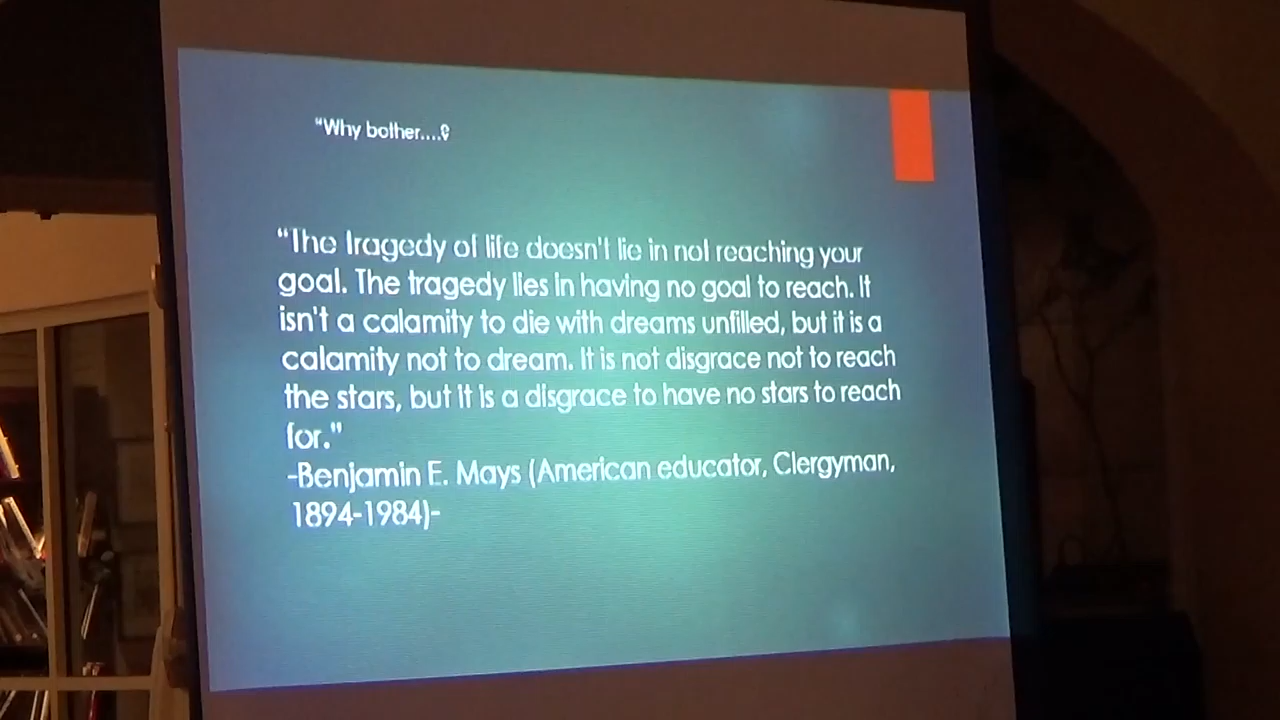 "Why bother....?
"The tragedy of life doesn't lie in not reaching your
goal. The tragedy lies in having no goal to reach. It
isn't a calamity to die with dreams unfilled, but it is a
calamity not to dream. It is not disgrace not to reach
the stars, but it is a disgrace to have no stars to reach
for."
-Benjamin E. Mays (American educator, Clergyman,
1894-1984)-